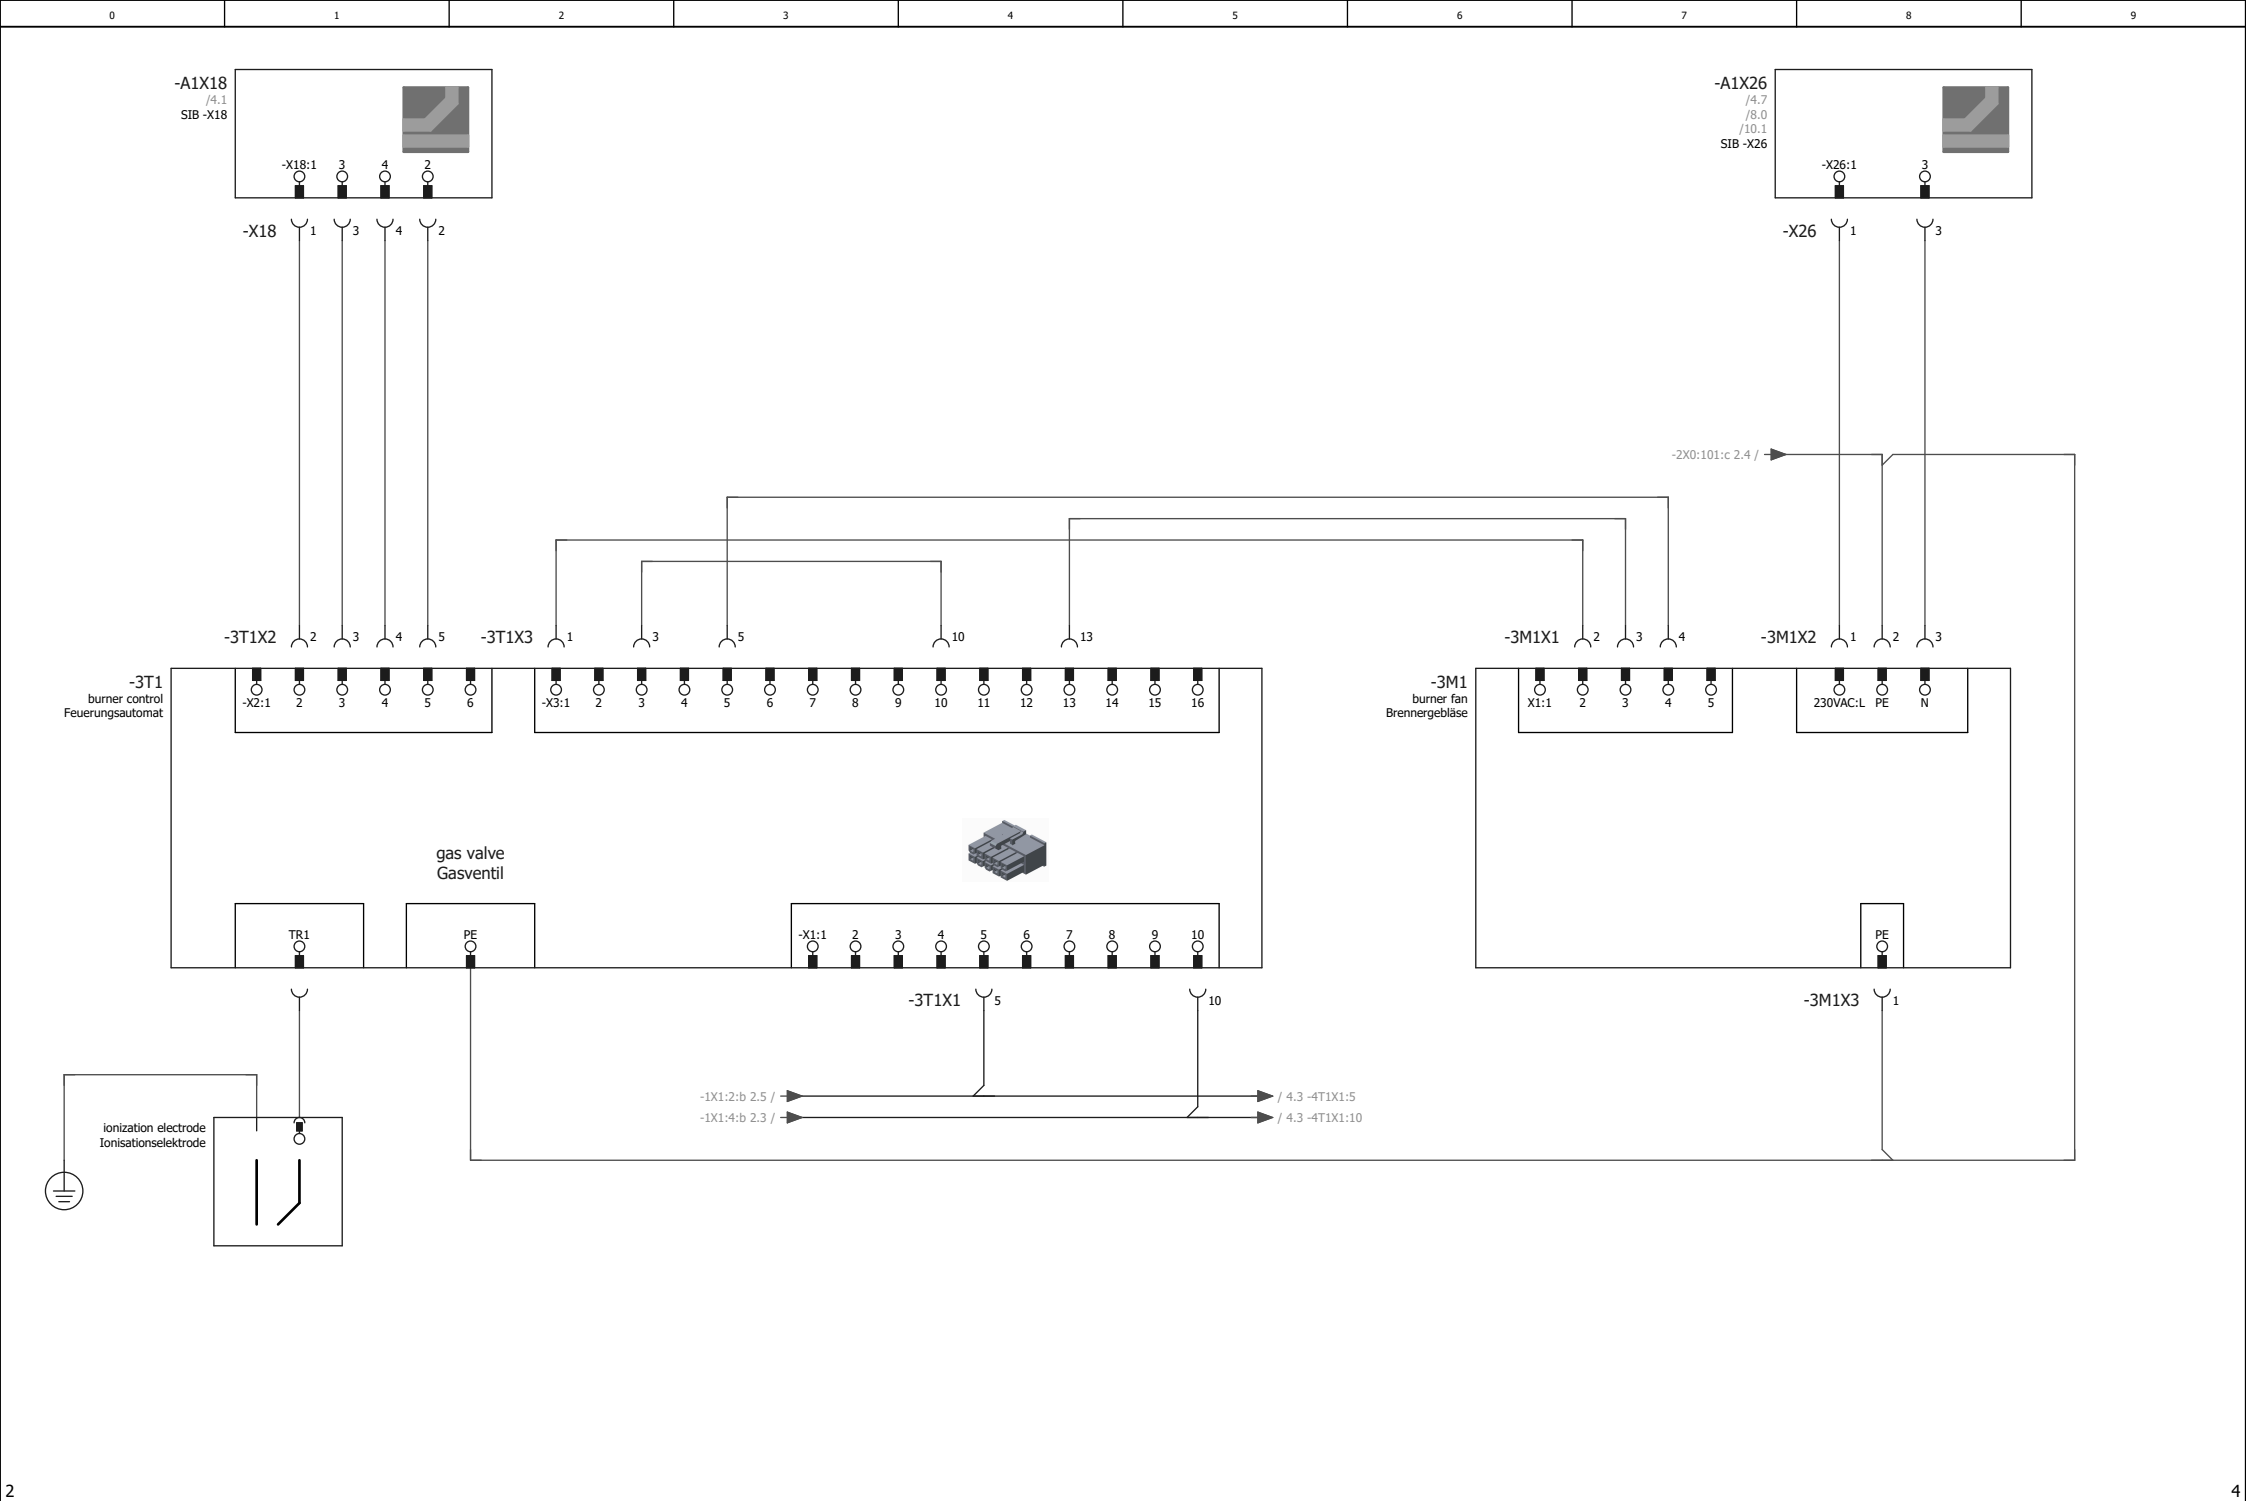 0 1 2 3 4 5 6 7 8 9
-A1X18
/4.1
SIB -X18
-X18:1 3 4 2
-X18 1 3 4 2
-A1X26
/4.7
/8.0
/10.1
SIB -X26
-X26:1 3
-X26 1 3
-2X0:101:c 2.4 /
-3T1X2 2 3 4 5
-3T1X3 1 3 5 10 13
-3M1X1 2 3 4
-3M1X2 1 2 3
-3T1
burner control
Feuerungsautomat
-X2:1 2 3 4 5 6
-X3:1 2 3 4 5 6 7 8 9 10 11 12 13 14 15 16
-3M1
burner fan
Brennergebläse
X1:1 2 3 4 5
230VAC:L PE N
gas valve
Gasventil
TR1
PE
-X1:1 2 3 4 5 6 7 8 9 10
PE
-3T1X1 5 10
-3M1X3 1
-1X1:2:b 2.5 /
/ 4.3 -4T1X1:5
-1X1:4:b 2.3 /
/ 4.3 -4T1X1:10
ionization electrode
Ionisationselektrode
2
4